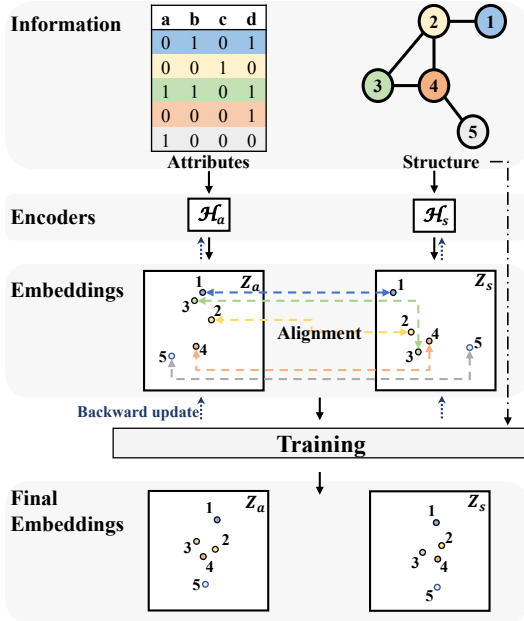 Information
a b c d
0 1 0 1
0 0 1 0
1 1 0 1
0 0 0 1
1 0 0 0
2 1
3 4
5
Attributes Structure
Encoders
ℋₐ ℋₛ
Embeddings
Zₐ Zₛ
1 1
3
2 2
Alignment
4 3
5 5
Backward update
Training
Final
Embeddings
Zₐ Zₛ
1 1
3 2 2
4 3 4
5 5